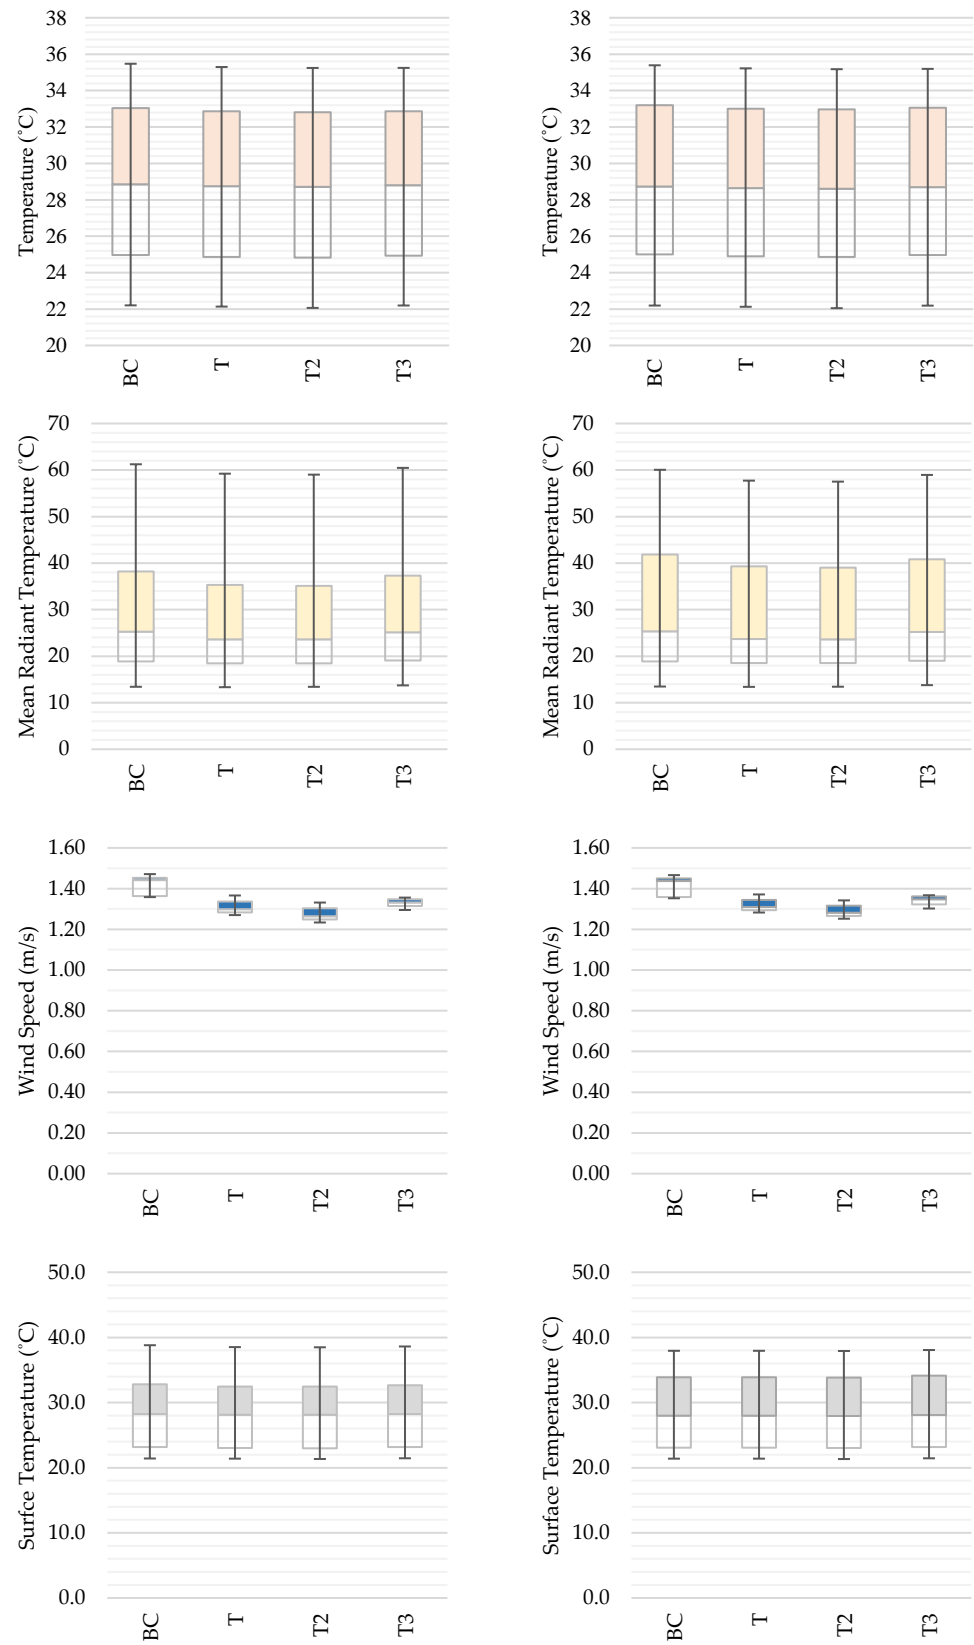 Temperature (˚C)
38
36
34
32
30
28
26
24
22
20
BC
T
T2
T3
Temperature (˚C)
38
36
34
32
30
28
26
24
22
20
BC
T
T2
T3
Mean Radiant Temperature (˚C)
70
60
50
40
30
20
10
0
BC
T
T2
T3
Mean Radiant Temperature (˚C)
70
60
50
40
30
20
10
0
BC
T
T2
T3
Wind Speed (m/s)
1.60
1.40
1.20
1.00
0.80
0.60
0.40
0.20
0.00
BC
T
T2
T3
Wind Speed (m/s)
1.60
1.40
1.20
1.00
0.80
0.60
0.40
0.20
0.00
BC
T
T2
T3
Surfce Temperature (˚C)
50.0
40.0
30.0
20.0
10.0
0.0
BC
T
T2
T3
Surface Temperature (˚C)
50.0
40.0
30.0
20.0
10.0
0.0
BC
T
T2
T3